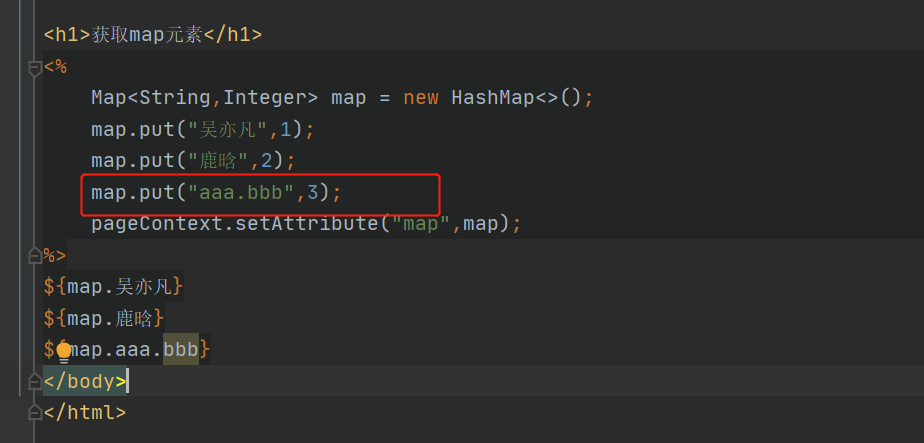 <h1>获取map元素</h1>
<%
Map<String,Integer> map = new HashMap<>();
map.put("吴亦凡",1);
map.put("鹿晗",2);
map.put("aaa.bbb",3);
pageContext.setAttribute("map",map);
%>
${map.吴亦凡}
${map.鹿晗}
$map.aaa.bbb}
</body>
</html>